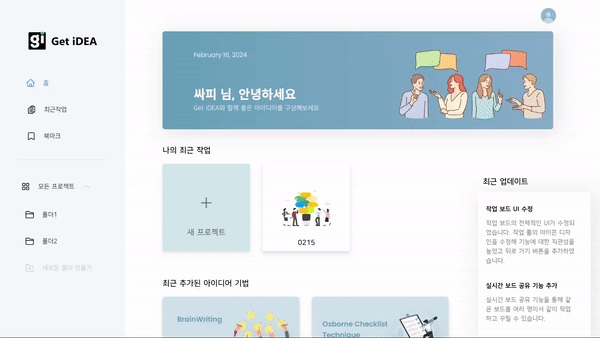 gi Get iDEA
홈
최근작업
북마크
모든 프로젝트
폴더1
폴더2
새로운 폴더 만들기
February 16, 2024
싸피 님, 안녕하세요
Get iDEA와 함께 좋은 아이디어를 구상해보세요
나의 최근 작업
새 프로젝트
0215
최근 추가된 아이디어 기법
BrainWriting
Osborne Checklist
Technique
최근 업데이트
작업 보드 UI 수정
작업 보드의 전체적인 UI가 수정되
었습니다. 작업 툴의 아이콘 디자
인을 수정해 기능에 대한 직관성을
높였고 뒤로 가기 버튼을 추가하였
습니다.
실시간 보드 공유 기능 추가
실시간 보드 공유 기능을 통해 같
은 보드를 여러 명이서 같이 작업
하고 꾸밀 수 있습니다.